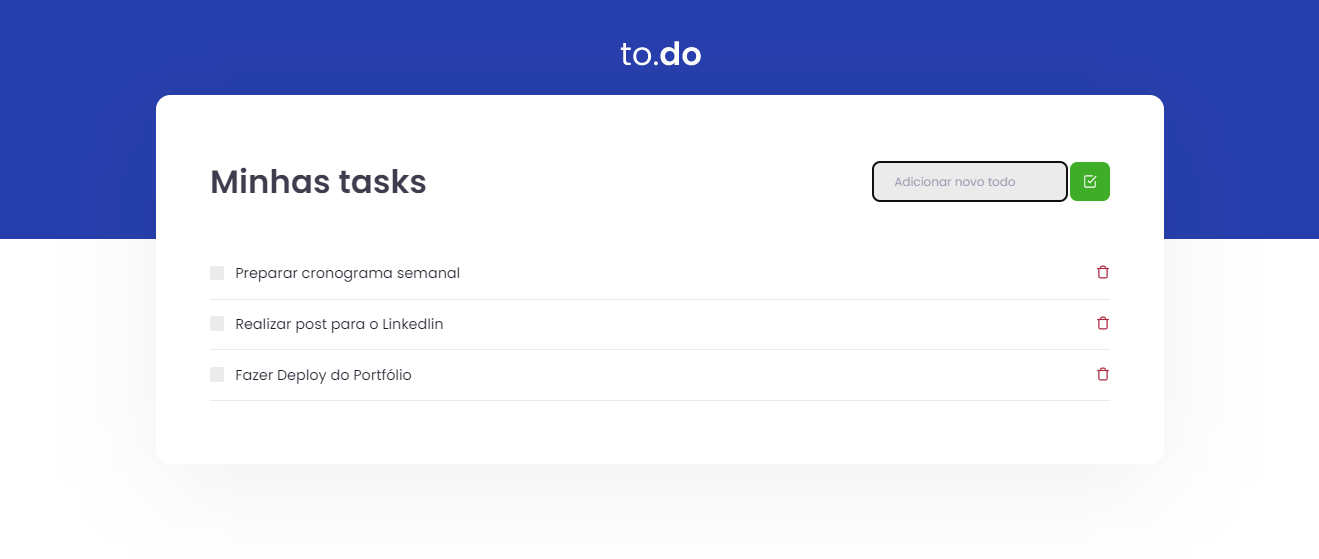 to.do
Minhas tasks
Adicionar novo todo
Preparar cronograma semanal
Realizar post para o Linkedlin
Fazer Deploy do Portfólio